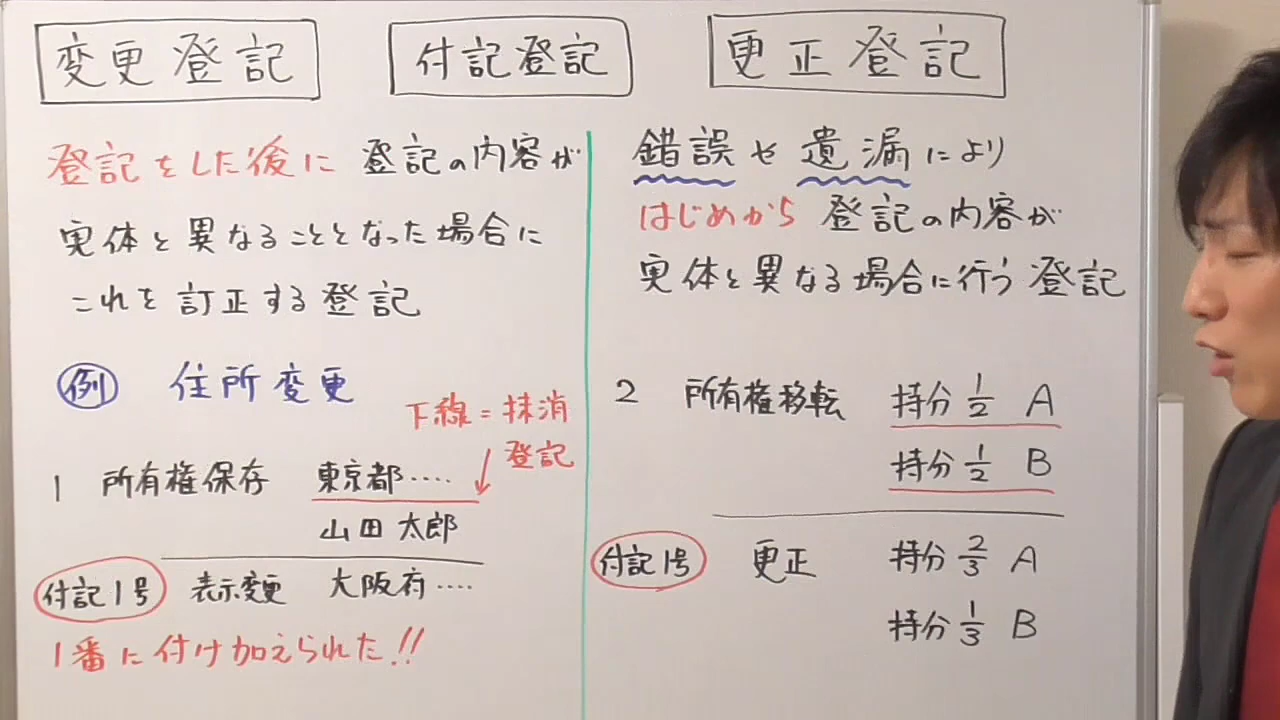 変更登記
付記登記
更正登記
登記をした後に 登記の内容が
実体と異なることとなった場合に
これを訂正する登記
例 住所変更
下線=抹消
登記
1 所有権保存 東京都‥‥
山田太郎
付記1号 表示変更 大阪府‥‥
1番に付け加えられた!!
錯誤や遺漏により
はじめから 登記の内容が
実体と異なる場合に行う登記
2 所有権移転 持分 1/2 A
持分 1/2 B
付記1号 更正 持分 2/3 A
持分 1/3 B